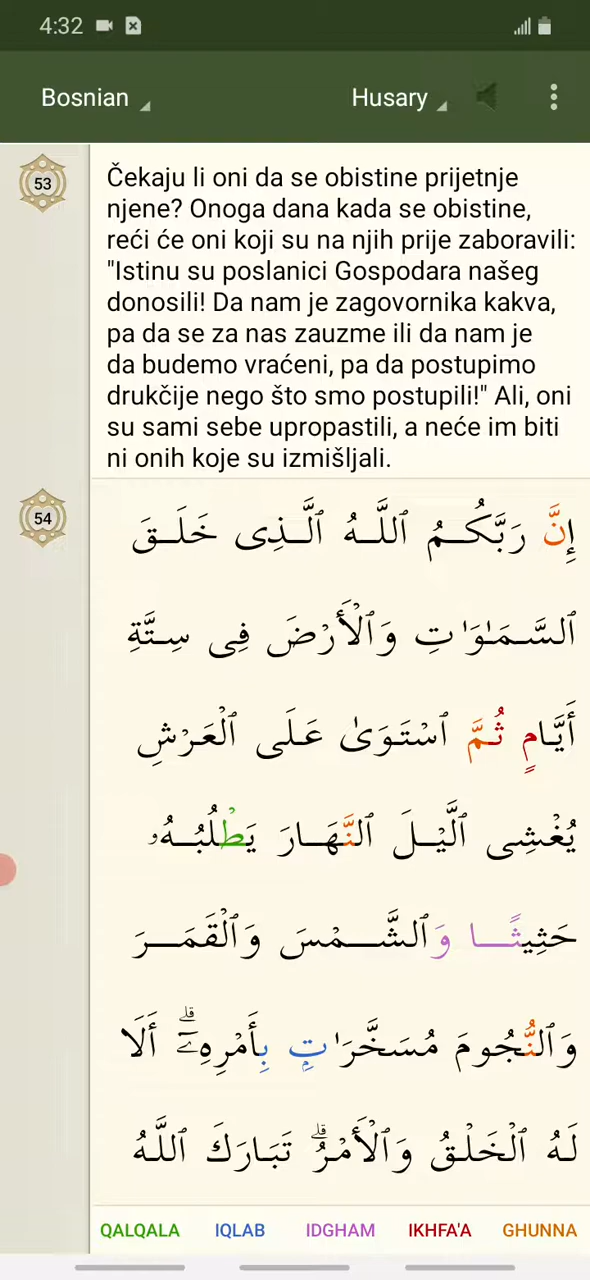 4:32
Bosnian
Husary
53
Čekaju li oni da se obistine prijetnje
njene? Onoga dana kada se obistine,
reći će oni koji su na njih prije zaboravili:
"Istinu su poslanici Gospodara našeg
donosili! Da nam je zagovornika kakva,
pa da se za nas zauzme ili da nam je
da budemo vraćeni, pa da postupimo
drukčije nego što smo postupili!" Ali, oni
su sami sebe upropastili, a neće im biti
ni onih koje su izmišljali.
54
إِنَّ رَبَّكُمُ ٱللَّهُ ٱلَّذِى خَلَقَ
ٱلسَّمَـٰوَٰتِ وَٱلْأَرْضَ فِى سِتَّةِ
أَيَّامٍ ثُمَّ ٱسْتَوَىٰ عَلَى ٱلْعَرْشِ
يُغْشِى ٱلَّيْلَ ٱلنَّهَارَ يَطْلُبُهُۥ
حَثِيثًا وَٱلشَّمْسَ وَٱلْقَمَرَ
وَٱلنُّجُومَ مُسَخَّرَٰتٍۭ بِأَمْرِهِۦٓ ۗ أَلَا
لَهُ ٱلْخَلْقُ وَٱلْأَمْرُ ۗ تَبَارَكَ ٱللَّهُ
QALQALA IQLAB IDGHAM IKHFA'A GHUNNA